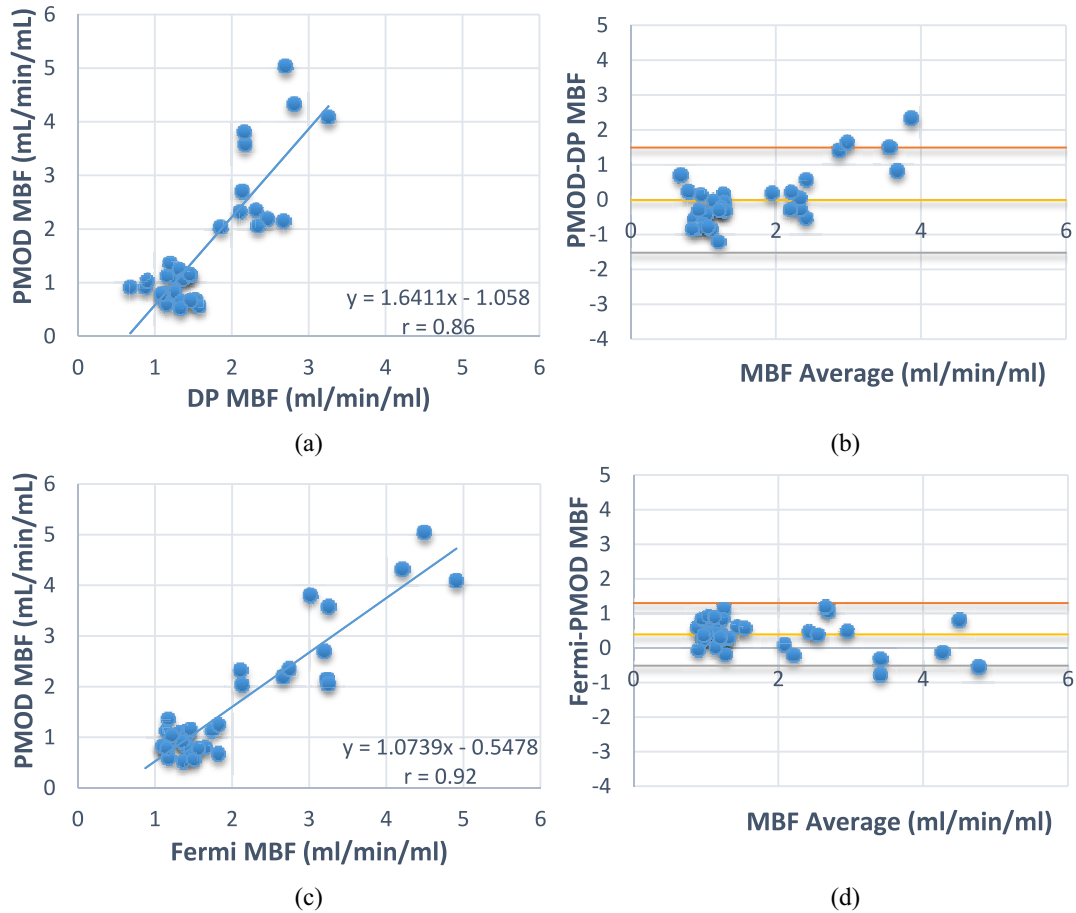 PMOD MBF (mL/min/mL)
6
5
4
3
2
1
0
y = 1.6411x - 1.058
r = 0.86
0 1 2 3 4 5 6
DP MBF (ml/min/ml)
(a)
PMOD-DP MBF
5
4
3
2
1
0
-1
-2
-3
-4
0 2 4 6
MBF Average (ml/min/ml)
(b)
PMOD MBF (mL/min/mL)
6
5
4
3
2
1
0
y = 1.0739x - 0.5478
r = 0.92
0 1 2 3 4 5 6
Fermi MBF (ml/min/ml)
(c)
Fermi-PMOD MBF
5
4
3
2
1
0
-1
-2
-3
-4
0 2 4 6
MBF Average (ml/min/ml)
(d)